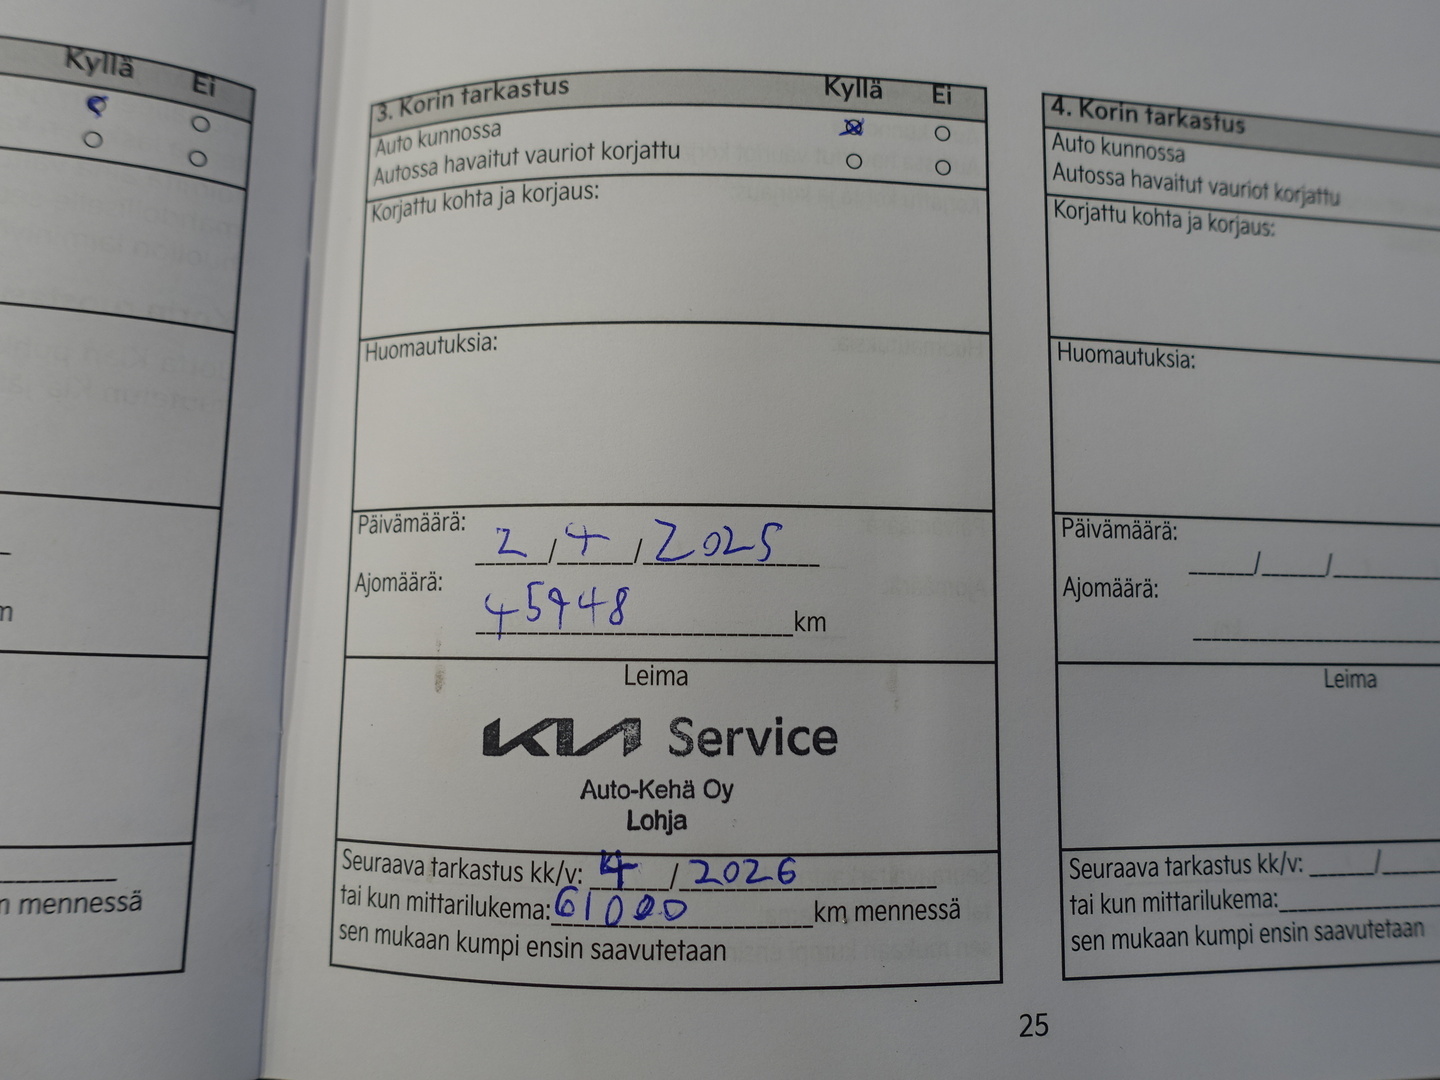 Kyllä Ei
m
n mennessä
3. Korin tarkastus Kyllä Ei
Auto kunnossa
Autossa havaitut vauriot korjattu
Korjattu kohta ja korjaus:
Huomautuksia:
Päivämäärä: 2/4/2025
Ajomäärä: 45948 km
Leima
KIA Service
Auto-Kehä Oy
Lohja
Seuraava tarkastus kk/v: 4/2026
tai kun mittarilukema: 61000 km mennessä
sen mukaan kumpi ensin saavutetaan
4. Korin tarkastus
Auto kunnossa
Autossa havaitut vauriot korjattu
Korjattu kohta ja korjaus:
Huomautuksia:
Päivämäärä: / /
Ajomäärä:
Leima
Seuraava tarkastus kk/v: /
tai kun mittarilukema:
sen mukaan kumpi ensin saavutetaan
25